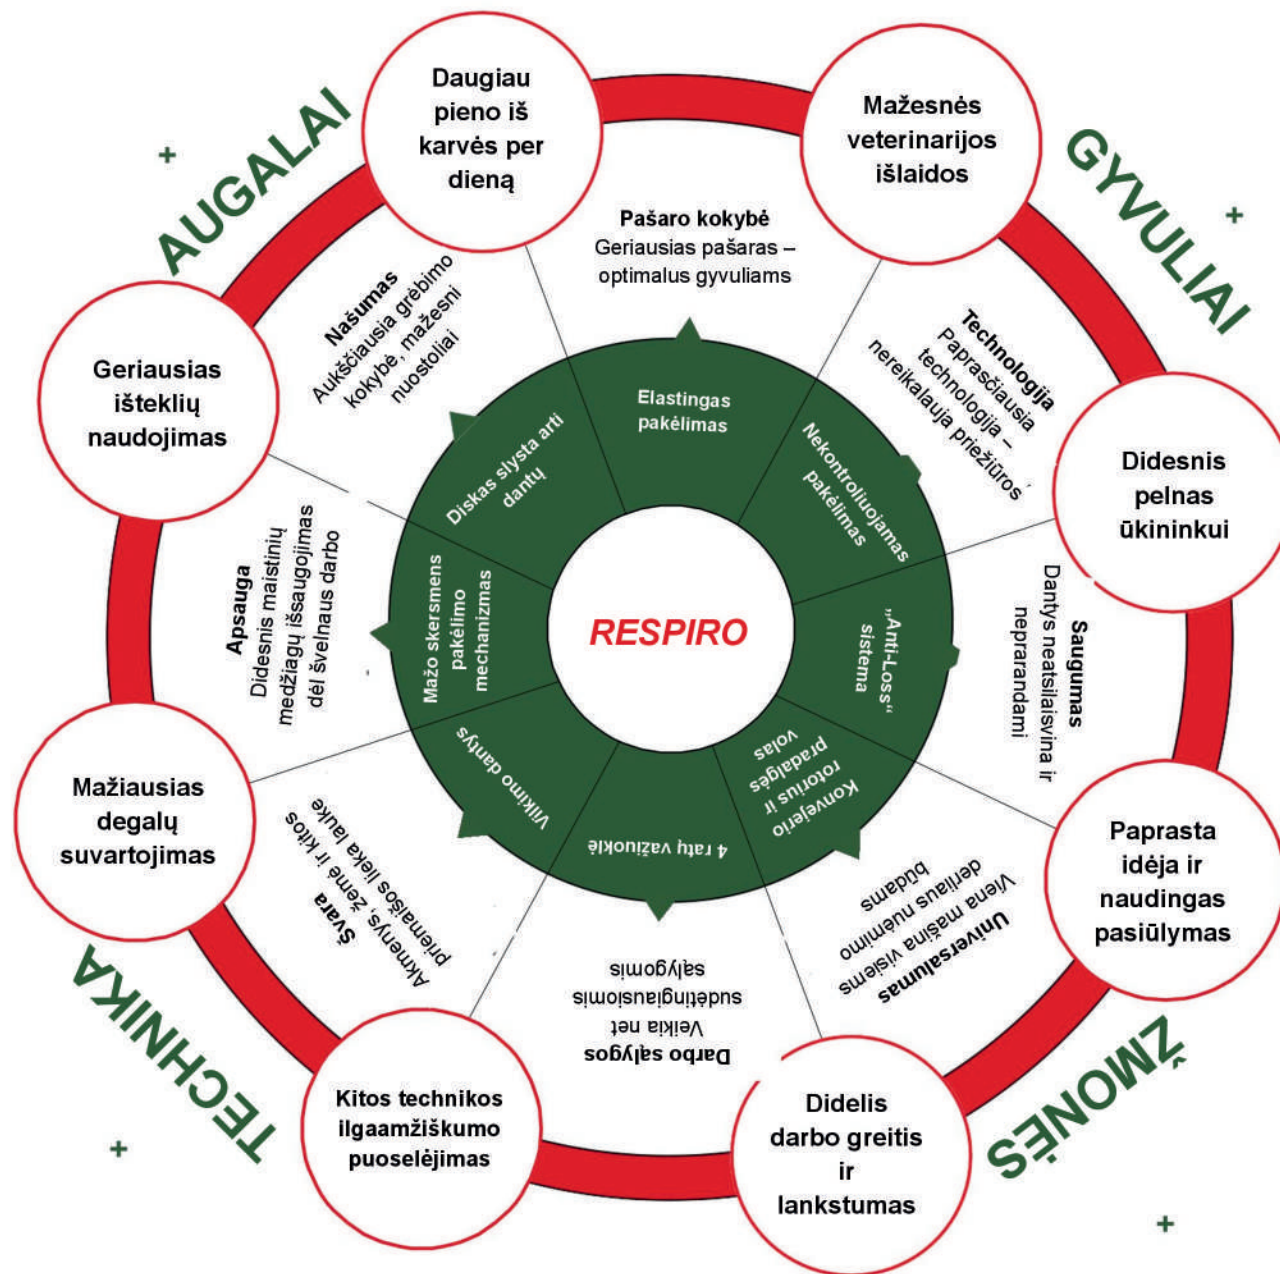 AUGALAI
GYVULIAI
ŽMONĖS
TECHNIKA
Daugiau
pieno iš
karvės per
dieną
Mažesnės
veterinarijos
išlaidos
Didesnis
pelnas
ūkininkui
Paprasta
idėja ir
naudingas
pasiūlymas
Didelis
darbo greitis
ir
lankstumas
Kitos technikos
ilgaamžiškumo
puoselėjimas
Mažiausias
degalų
suvartojimas
Geriausias
išteklių
naudojimas
Pašaro kokybė
Geriausias pašaras –
optimalus gyvuliams
Technologija
Paprasčiausia
technologija –
nereikalauja priežiūros
Saugumas
Dantys neatsilaisvina ir
neprarandami
Universalumas
Viena mašina visiems
derliaus nuėmimo
būdams
Darbo sąlygos
Veikia net
sudėtingiausiomis
sąlygomis
Švara
Akmenys, žemė ir kitos
priemaišos lieka lauke
Apsauga
Didesnis maistinių
medžiagų išsaugojimas
dėl švelnaus darbo
Našumas
Aukščiausia grėbimo
kokybė, mažesni
nuostoliai
Elastingas
pakėlimas
Nekontroliuojamas
pakėlimas
„Anti-Loss“
sistema
Konvejerio
rotorius ir
pradalgės
volas
4 ratų važiuoklė
Vilkimo dantys
Mažo skersmens
pakėlimo
mechanizmas
Diskas slysta arti
dantų
RESPIRO